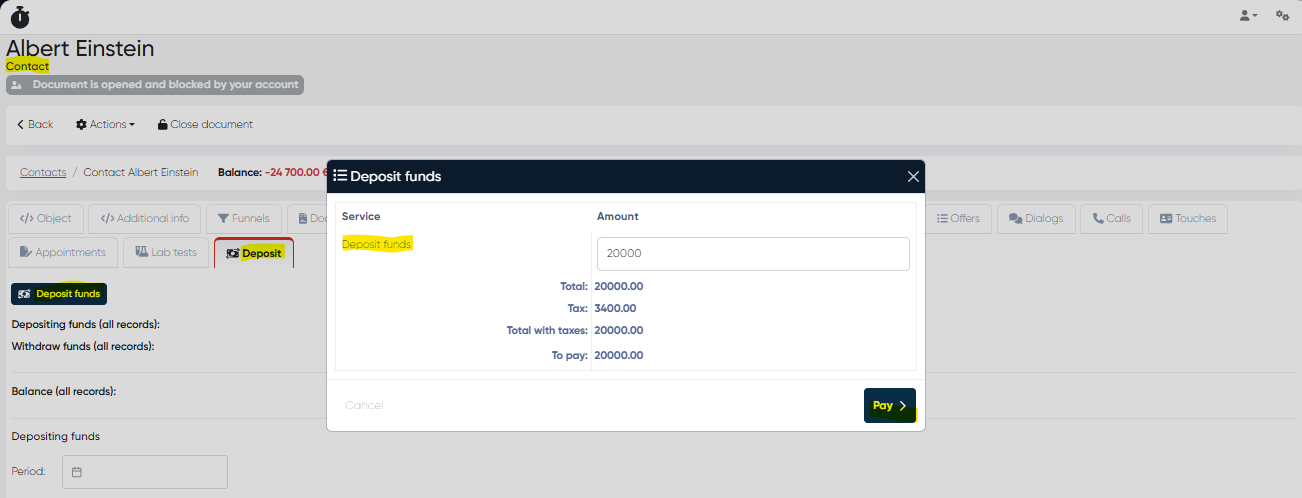 Albert Einstein
Contact
Document is opened and blocked by your account
Back Actions Close document
Contacts / Contact Albert Einstein Balance: -24 700.00 €
Deposit funds
Object Additional info Funnels Offers Dialogs Calls Touches
Appointments Lab tests Deposit
Service Amount
Deposit funds 20000
Total: 20000.00
Tax: 3400.00
Total with taxes: 20000.00
To pay: 20000.00
Cancel Pay
Deposit funds
Depositing funds (all records):
Withdraw funds (all records):
Balance (all records):
Depositing funds
Period: